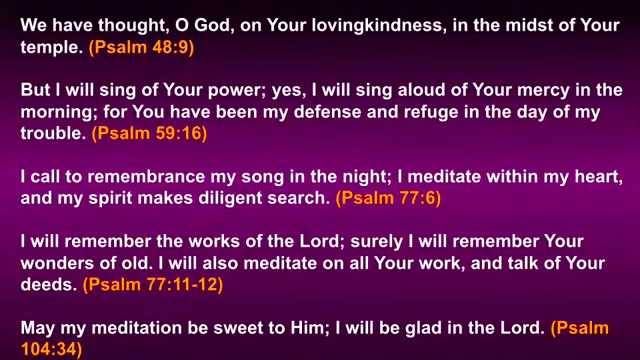 We have thought, O God, on Your lovingkindness, in the midst of Your
temple. (Psalm 48:9)
But I will sing of Your power; yes, I will sing aloud of Your mercy in the
morning; for You have been my defense and refuge in the day of my
trouble. (Psalm 59:16)
I call to remembrance my song in the night; I meditate within my heart,
and my spirit makes diligent search. (Psalm 77:6)
I will remember the works of the Lord; surely I will remember Your
wonders of old. I will also meditate on all Your work, and talk of Your
deeds. (Psalm 77:11-12)
May my meditation be sweet to Him; I will be glad in the Lord. (Psalm
104:34)